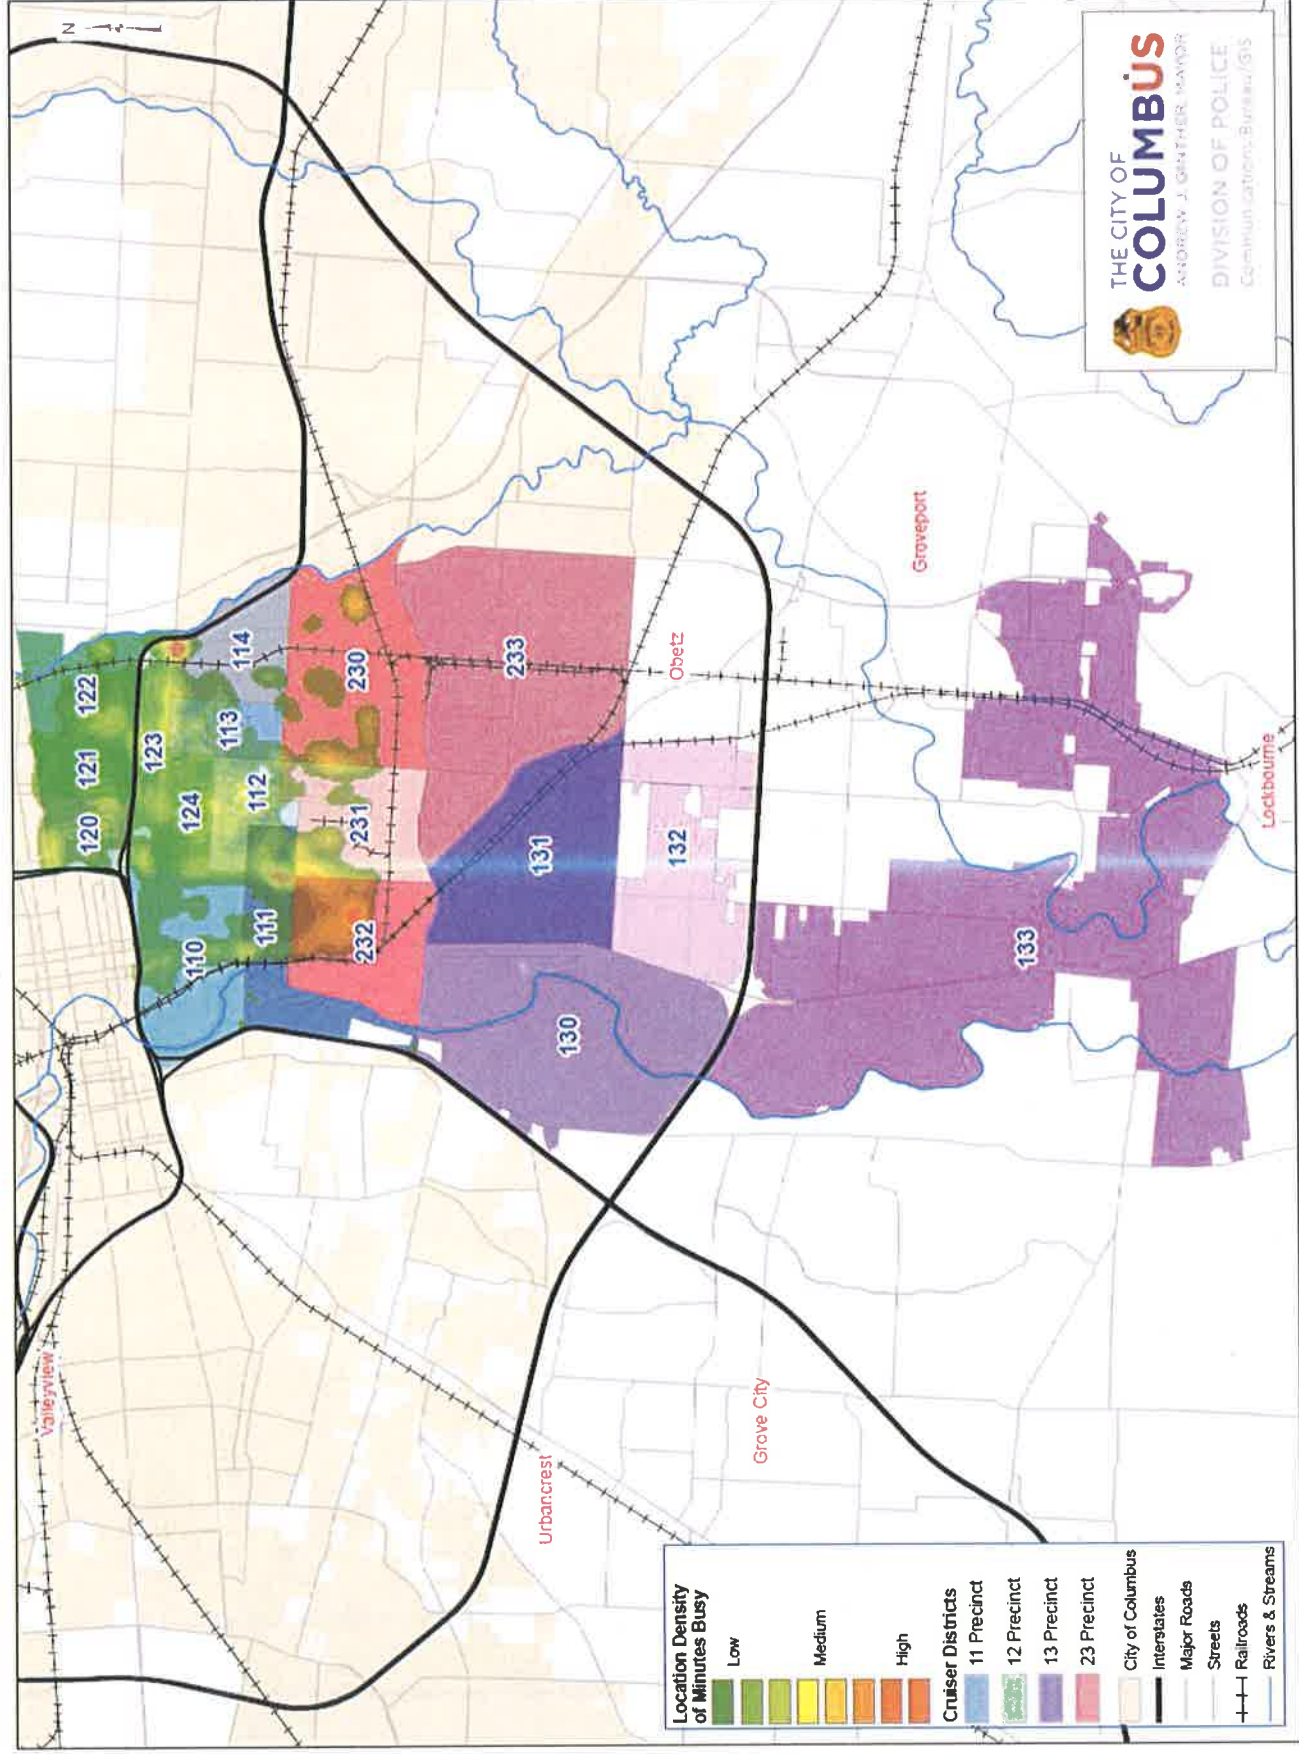 N
Valleyview
122
121
120
123
124
114
113
112
110
111
230
231
232
233
131
130
132
133
Obetz
Groveport
Lockbourne
Urbancrest
Grove City
THE CITY OF
COLUMBUS
ANDREW J. GINTHER, MAYOR
DIVISION OF POLICE
Communications Bureau/GIS
Location Density
of Minutes Busy
Low
Medium
High
Cruiser Districts
11 Precinct
12 Precinct
13 Precinct
23 Precinct
City of Columbus
Interstates
Major Roads
Streets
Railroads
Rivers & Streams